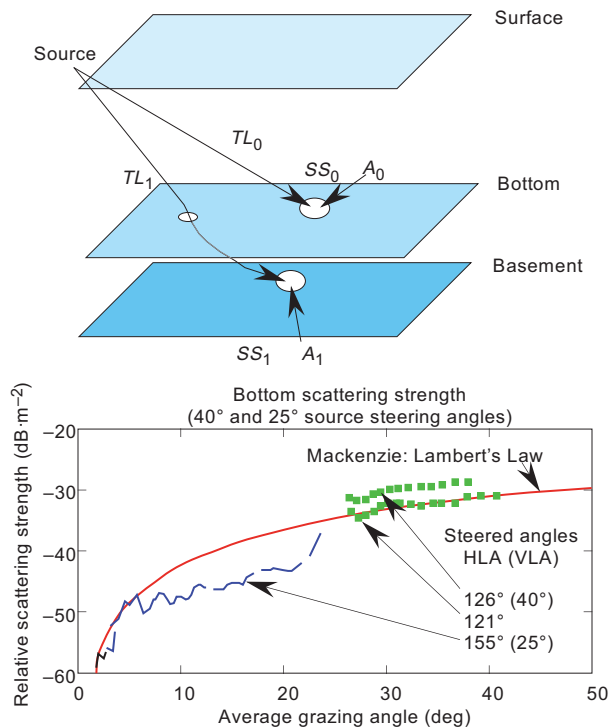 Surface
Source
TL0
SS0 A0
TL1
Bottom
Basement
SS1 A1
Bottom scattering strength
(40° and 25° source steering angles)
Relative scattering strength (dB·m−2)
−20
−30
−40
−50
−60
Mackenzie: Lambert's Law
Steered angles
HLA (VLA)
126° (40°)
121°
155° (25°)
0 10 20 30 40 50
Average grazing angle (deg)